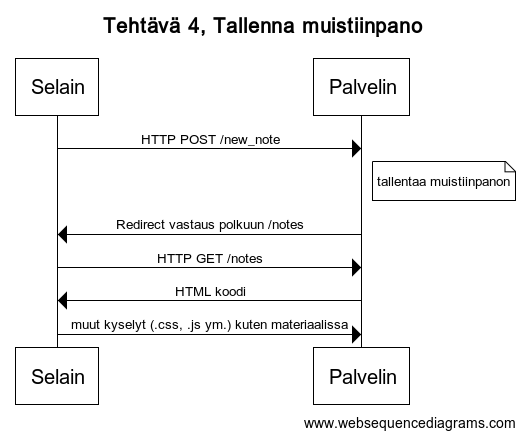 Tehtävä 4, Tallenna muistiinpano
Selain
Palvelin
HTTP POST /new_note
tallentaa muistiinpanon
Redirect vastaus polkuun /notes
HTTP GET /notes
HTML koodi
muut kyselyt (.css, .js ym.) kuten materiaalissa
Selain
Palvelin
www.websequencediagrams.com